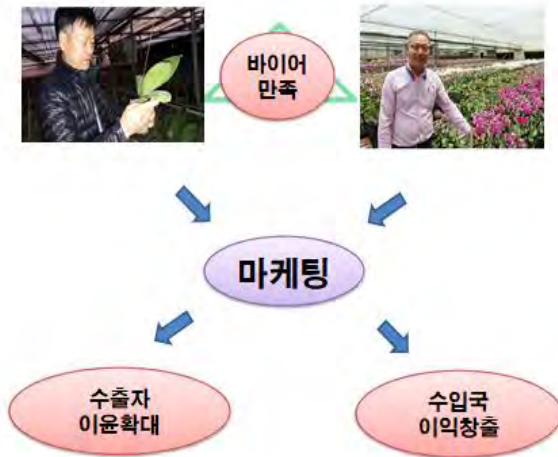 바이어
만족
마케팅
수출자
이윤확대
수입국
이익창출